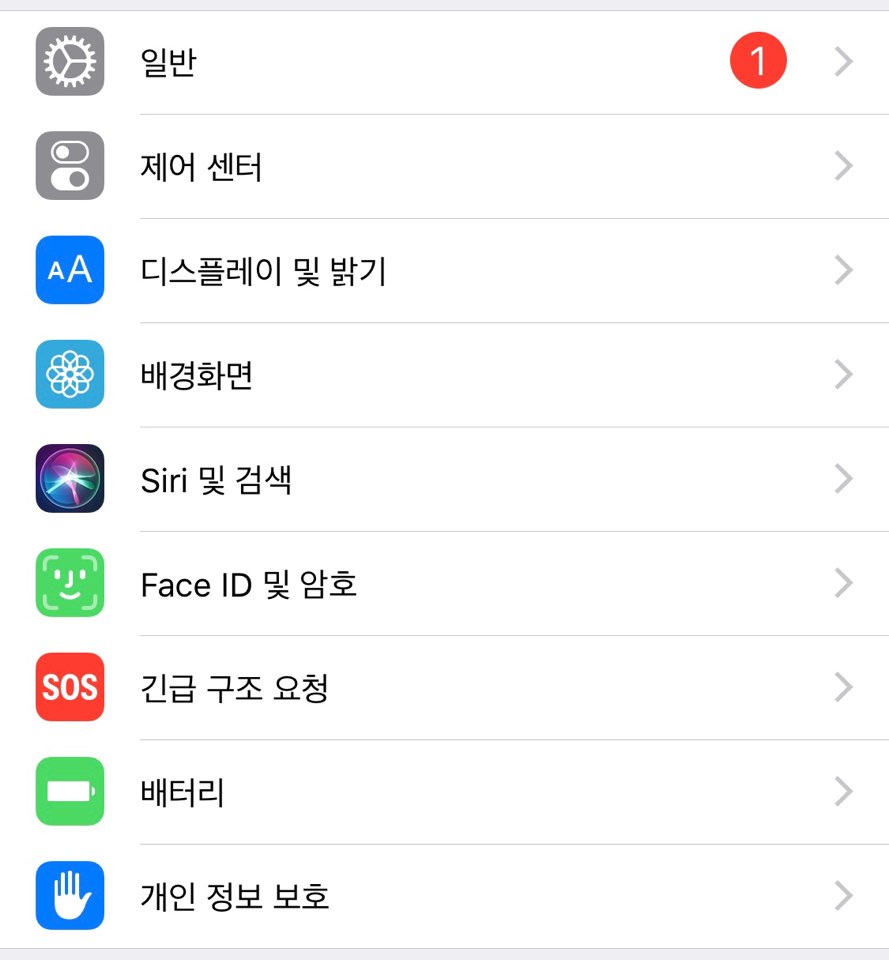 일반
1
제어 센터
AA
디스플레이 및 밝기
배경화면
Siri 및 검색
Face ID 및 암호
SOS
긴급 구조 요청
배터리
개인 정보 보호